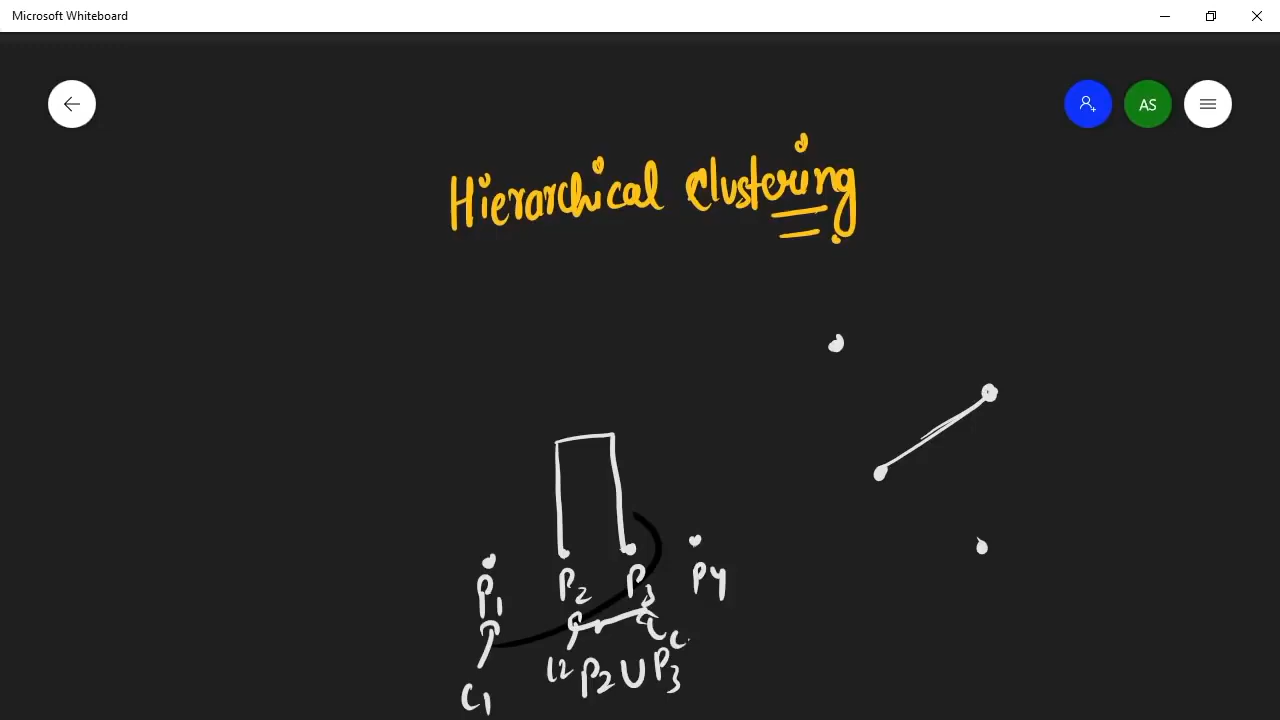 Microsoft Whiteboard
AS
Hierarchical Clustering
P1 P2 P3 P4
C1 P2 U P3